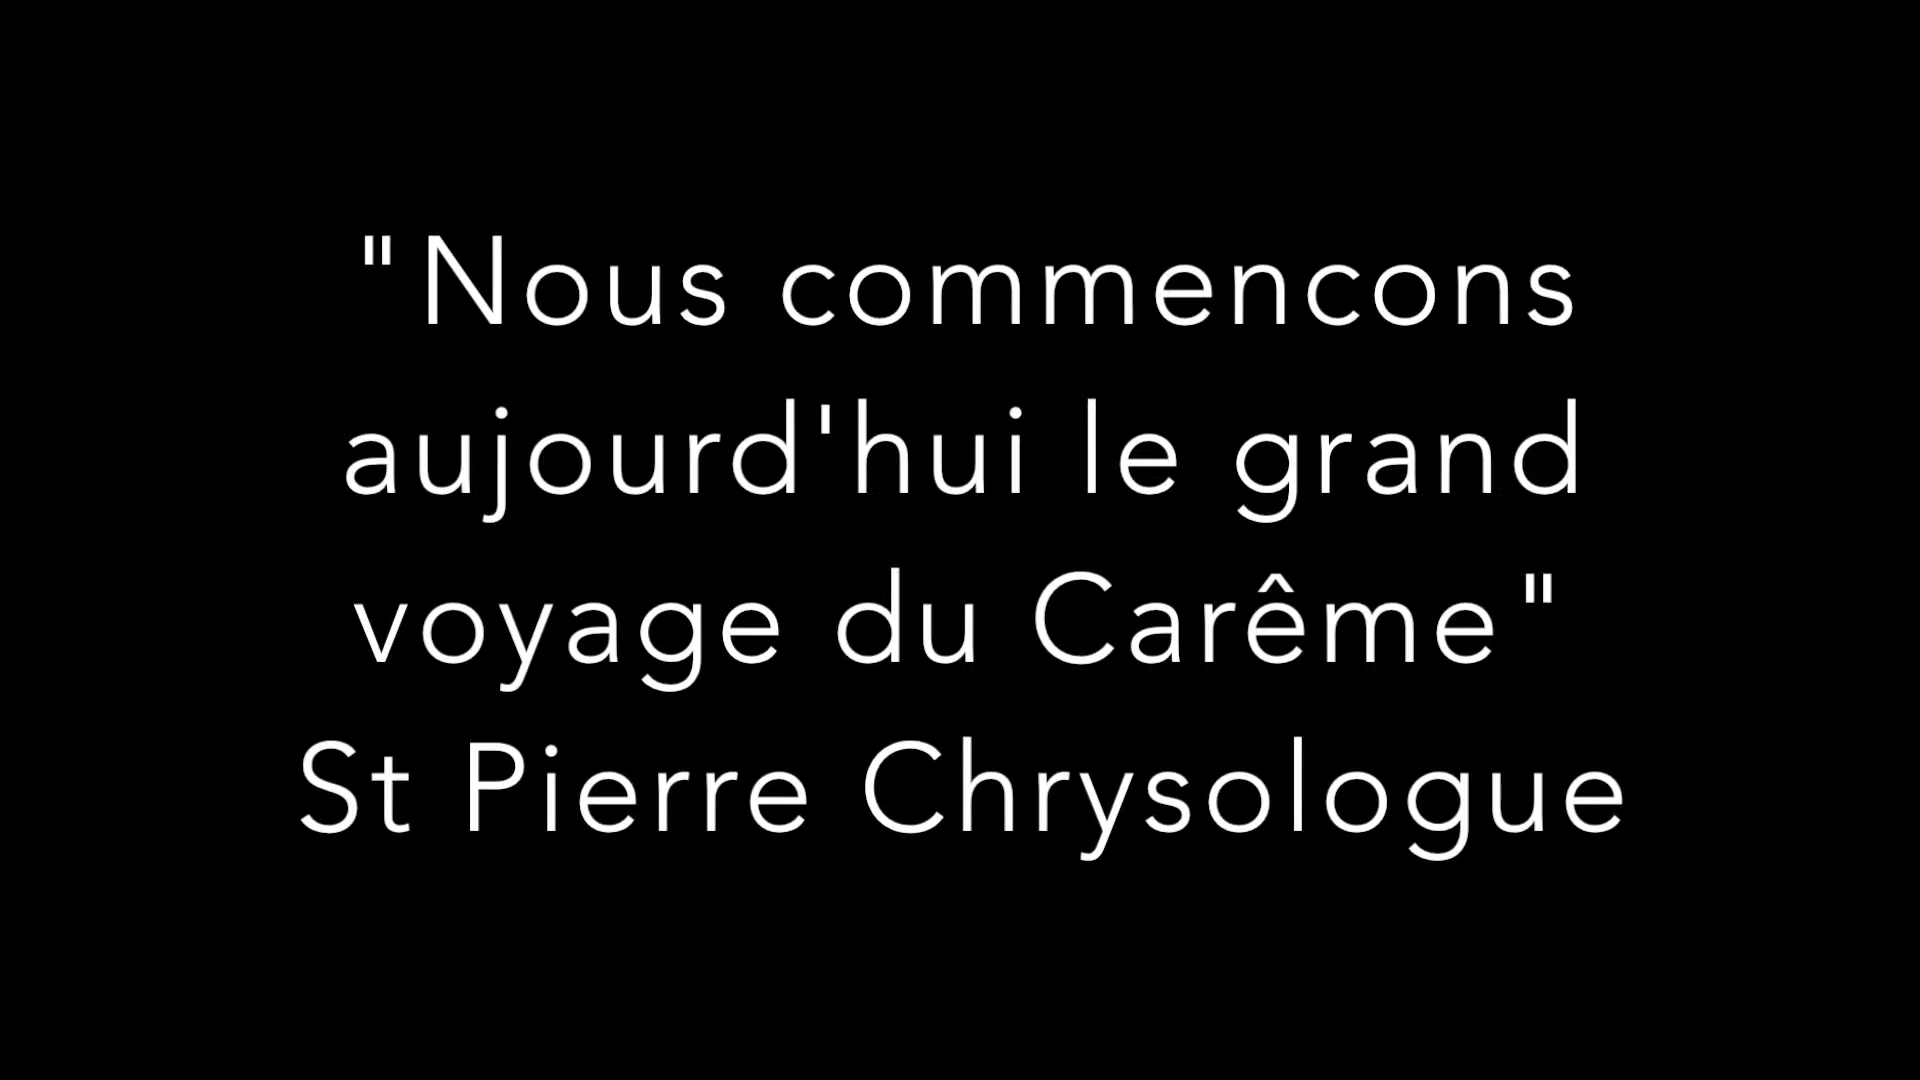 "Nous commencons
aujourd'hui le grand
voyage du Carême"
St Pierre Chrysologue